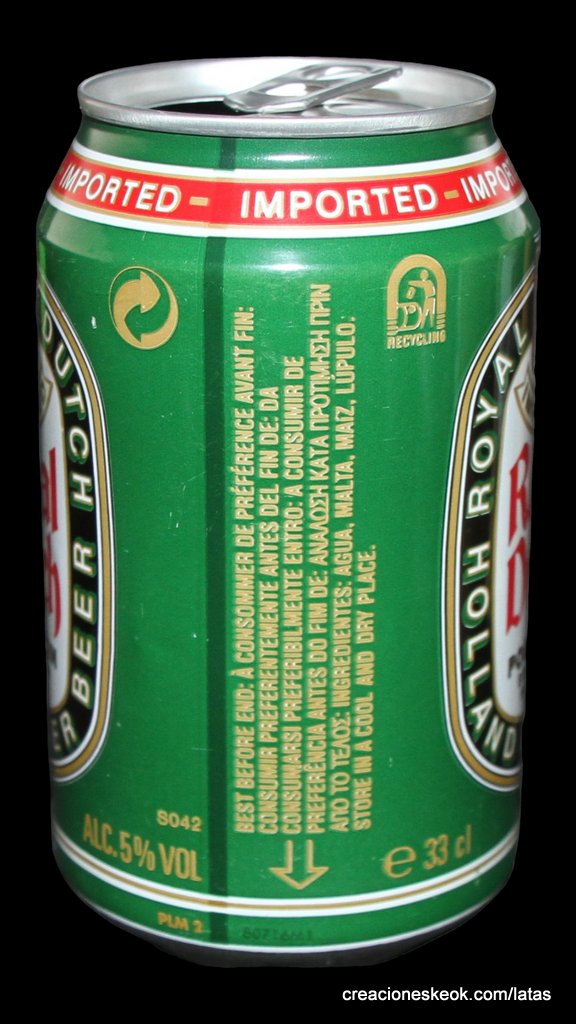 IMPORTED - IMPORTED - IMPO
RECYCLING
DUTCH BEER
HOLLAND ROYAL
BEST BEFORE END: À CONSOMMER DE PRÉFÉRENCE AVANT FIN:
CONSUMIR PREFERENTEMENTE ANTES DEL FIN DE: DA
CONSUMARSI PREFERIBILMENTE ENTRO: A CONSUMIR DE
PREFERÊNCIA ANTES DO FIM DE: ΑΝΑΛΩΣΗ ΚΑΤΑ ΠΡΟΤΙΜΗΣΗ ΠΡΙΝ
ΑΠΟ ΤΟ ΤΕΛΟΣ: INGREDIENTES: AGUA, MALTA, MAÍZ, LÚPULO.
STORE IN A COOL AND DRY PLACE.
S042
ALC. 5% VOL
e 33 cl
PLM 2
creacioneskeok.com/latas